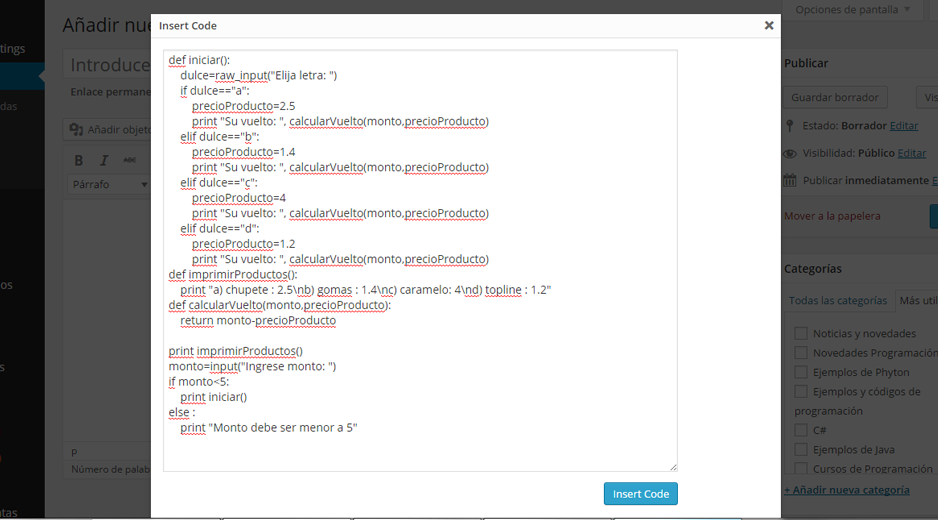 Insert Code
def iniciar():
    dulce=raw_input("Elija letra: ")
    if dulce=="a":
        precioProducto=2.5
        print "Su vuelto: ", calcularVuelto(monto,precioProducto)
    elif dulce=="b":
        precioProducto=1.4
        print "Su vuelto: ", calcularVuelto(monto,precioProducto)
    elif dulce=="c":
        precioProducto=4
        print "Su vuelto: ", calcularVuelto(monto,precioProducto)
    elif dulce=="d":
        precioProducto=1.2
        print "Su vuelto: ", calcularVuelto(monto,precioProducto)
def imprimirProductos():
    print "a) chupete : 2.5\nb) gomas : 1.4\nc) caramelo: 4\nd) topline : 1.2"
def calcularVuelto(monto,precioProducto):
    return monto-precioProducto
print imprimirProductos()
monto=input("Ingrese monto: ")
if monto<5:
    print iniciar()
else :
    print "Monto debe ser menor a 5"
Insert Code
Añadir nue
Introduce
Enlace permane
Añadir objeto
B I ABC
Párrafo
p
Número de palab
tings
das
os
s
ntas
Opciones de pantalla
Publicar
Guardar borrador
Vis
Estado: Borrador Editar
Visibilidad: Público Editar
Publicar inmediatamente E
Mover a la papelera
Categorías
Todas las categorías
Más util
Noticias y novedades
Novedades Programación
Ejemplos de Phyton
Ejemplos y códigos de
programación
C#
Ejemplos de Java
Cursos de Programación
+ Añadir nueva categoría